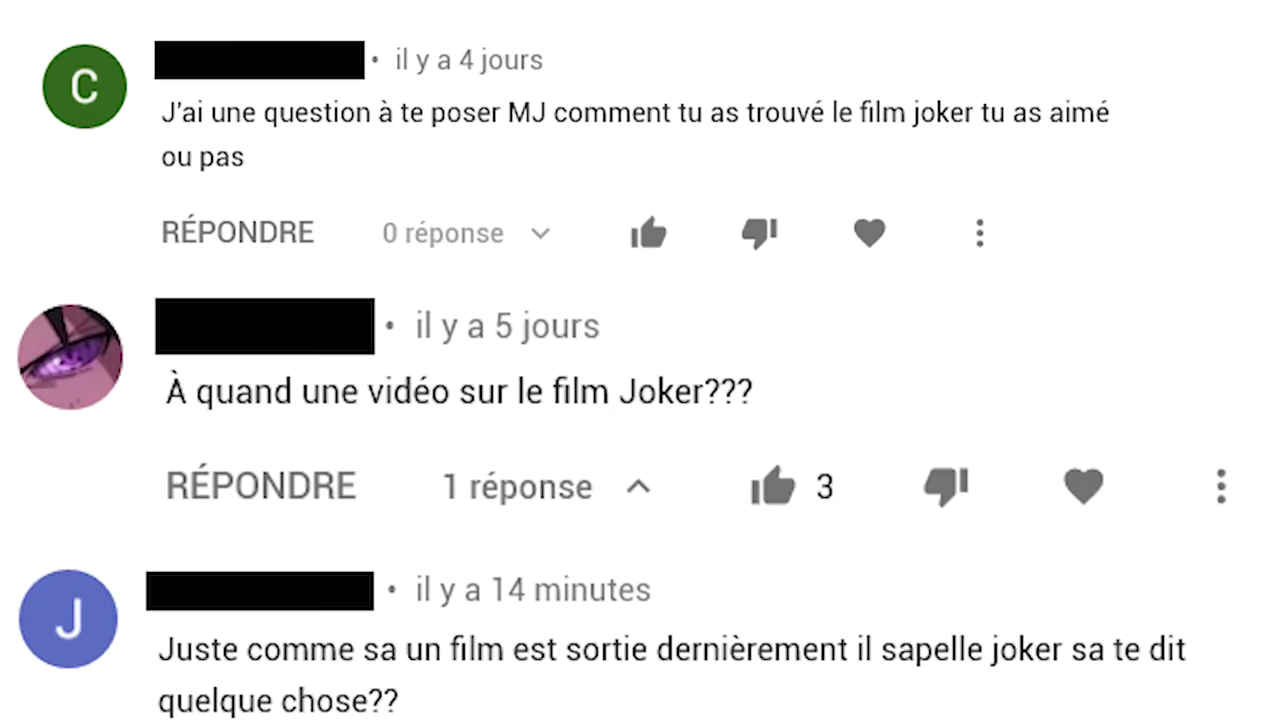 C
• il y a 4 jours
J'ai une question à te poser MJ comment tu as trouvé le film joker tu as aimé
ou pas
RÉPONDRE 0 réponse
• il y a 5 jours
À quand une vidéo sur le film Joker???
RÉPONDRE 1 réponse 3
J
• il y a 14 minutes
Juste comme sa un film est sortie dernièrement il sapelle joker sa te dit
quelque chose??